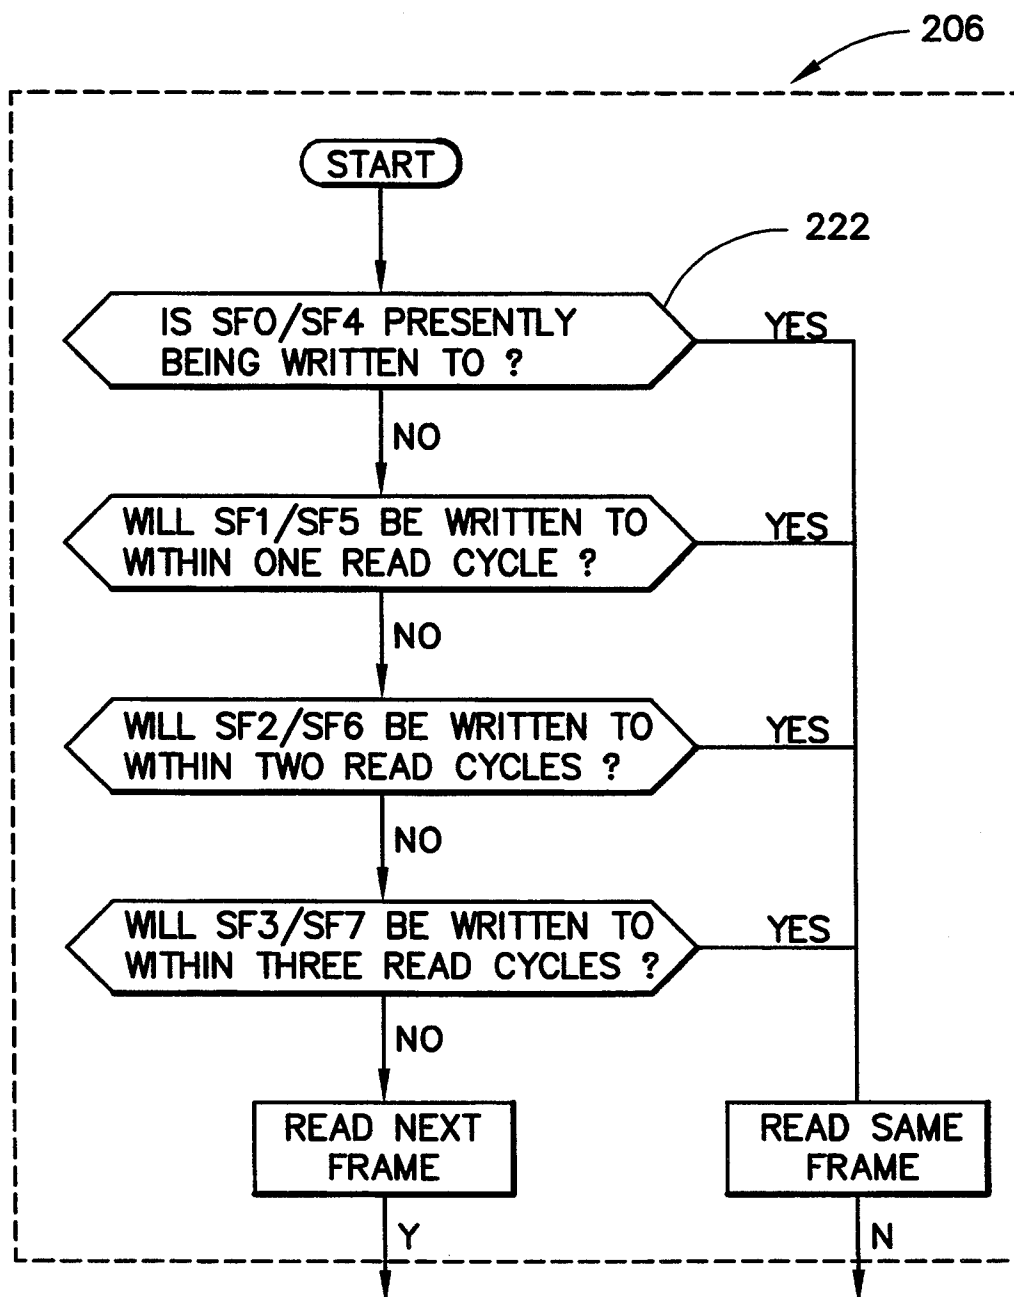 206
START
222
IS SF0/SF4 PRESENTLY
BEING WRITTEN TO ?
YES
NO
WILL SF1/SF5 BE WRITTEN TO
WITHIN ONE READ CYCLE ?
YES
NO
WILL SF2/SF6 BE WRITTEN TO
WITHIN TWO READ CYCLES ?
YES
NO
WILL SF3/SF7 BE WRITTEN TO
WITHIN THREE READ CYCLES ?
YES
NO
READ NEXT
FRAME
READ SAME
FRAME
Y
N